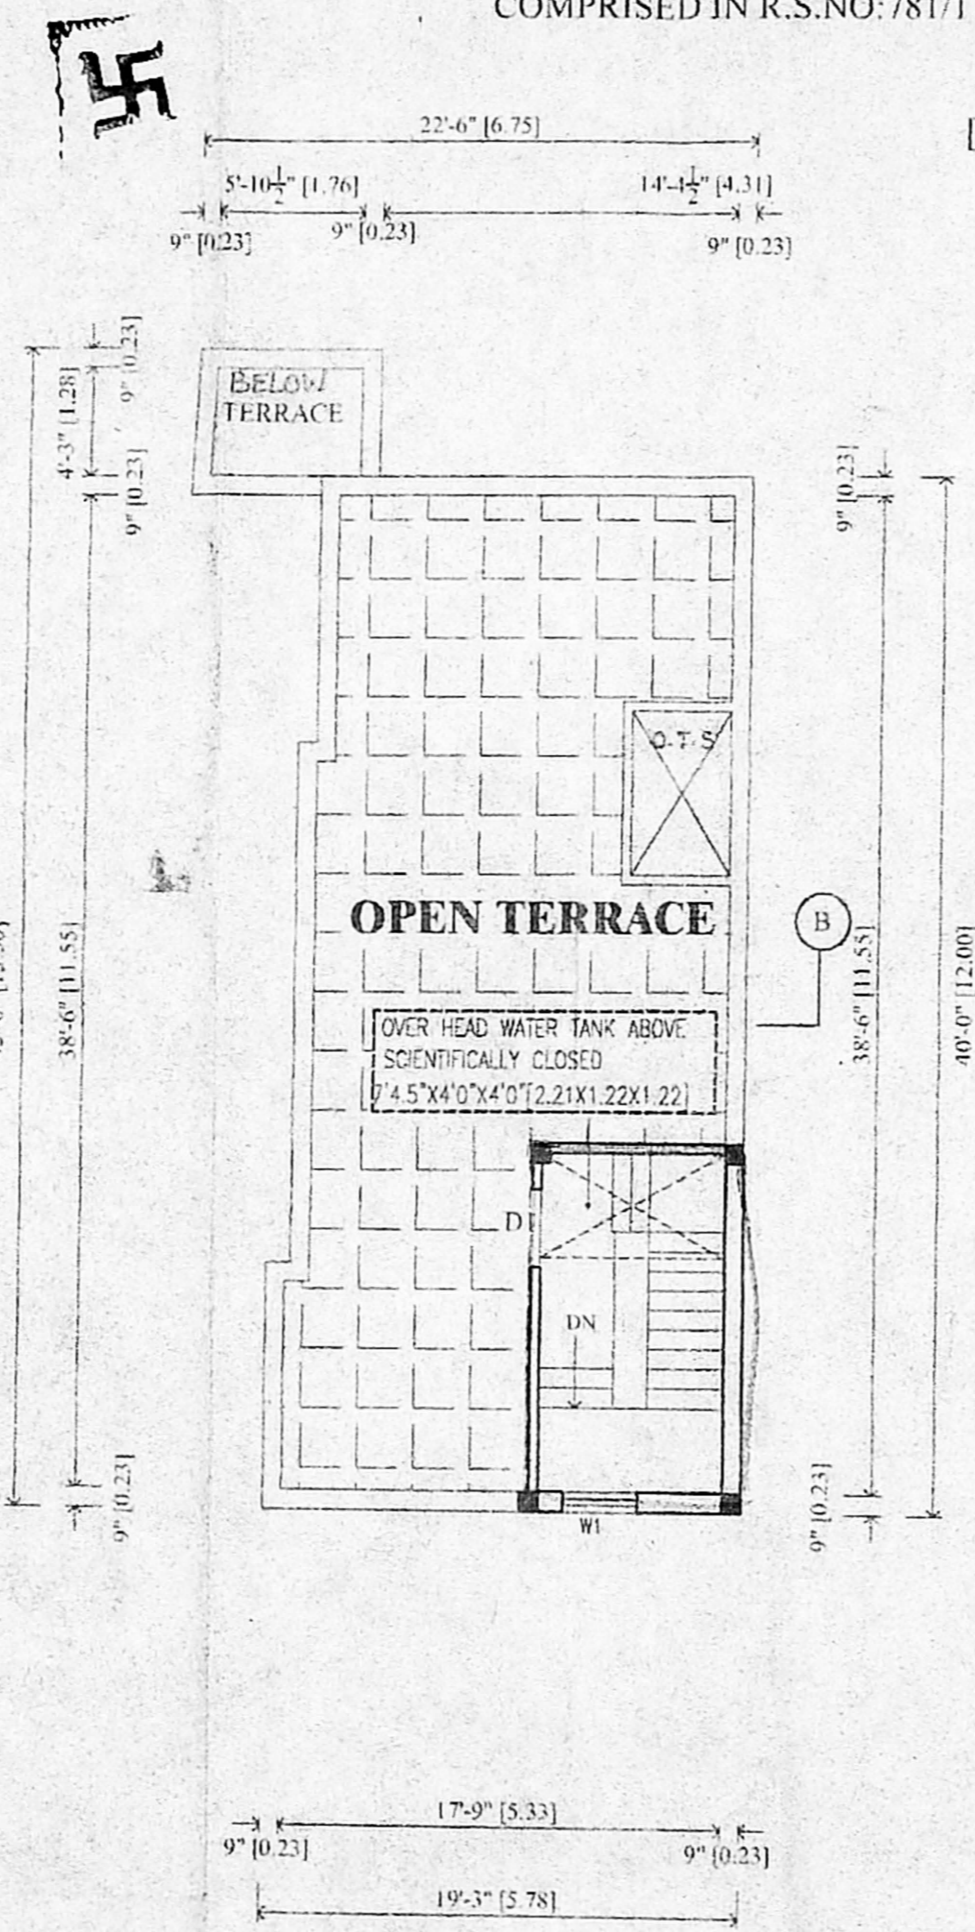 COMPRISED IN R.S.NO: 781/1
22'-6" [6.75]
5'-10½" [1.76]
14'-4½" [4.31]
9" [0.23]
9" [0.23]
9" [0.23]
9" [0.23]
4'-3" [1.28]
9" [0.23]
BELOW
TERRACE
9" [0.23]
O.T.S
OPEN TERRACE
B
38'-6" [11.55]
38'-6" [11.55]
40'-0" [12.00]
OVER HEAD WATER TANK ABOVE
SCIENTIFICALLY CLOSED
7'4.5"X4'0"X4'0"[2.21X1.22X1.22]
D
DN
9" [0.23]
9" [0.23]
W1
17'-9" [5.33]
9" [0.23]
9" [0.23]
19'-3" [5.78]